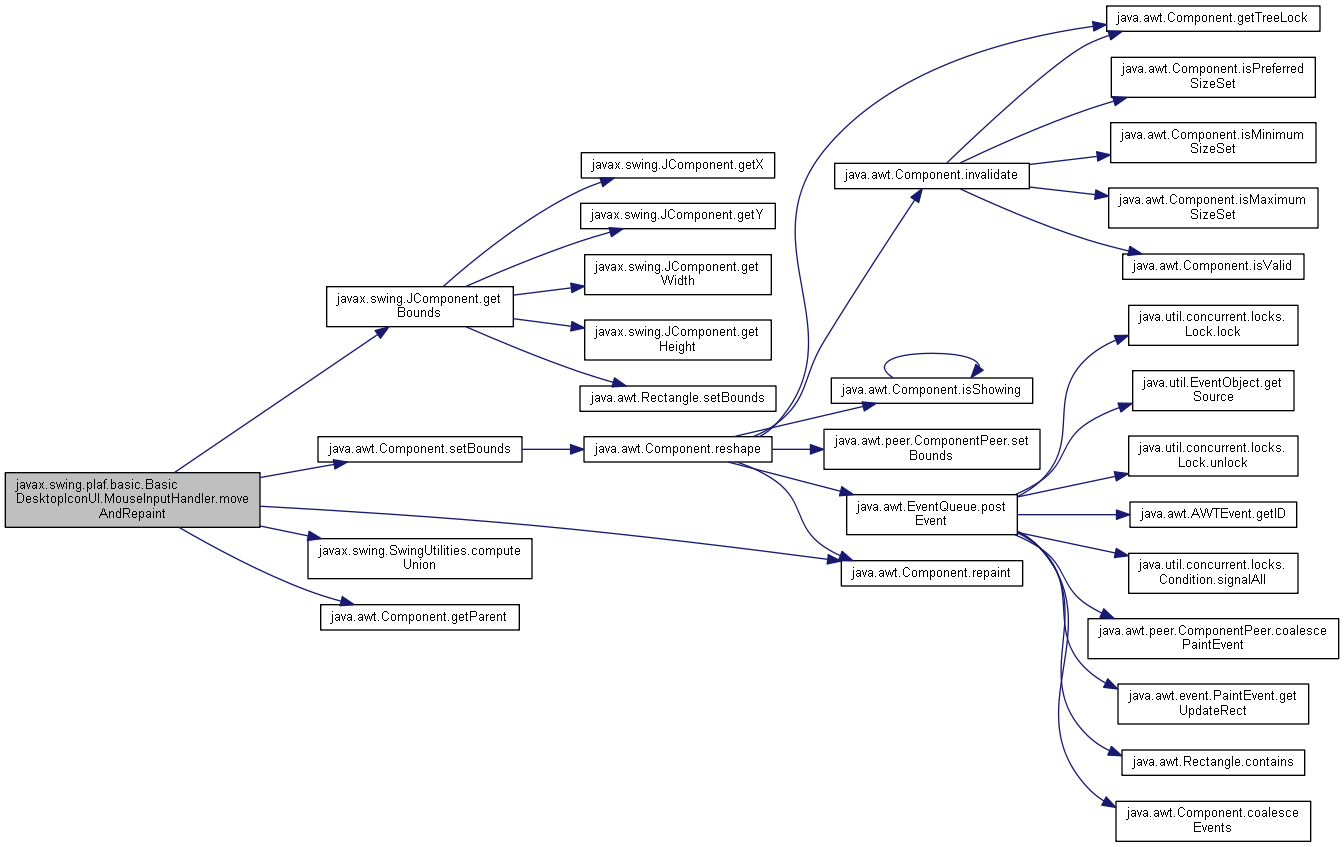 javax.swing.plaf.basic.Basic
DesktopIconUI.MouseInputHandler.move
AndRepaint
javax.swing.JComponent.get
Bounds
java.awt.Component.setBounds
javax.swing.SwingUtilities.compute
Union
java.awt.Component.getParent
javax.swing.JComponent.getX
javax.swing.JComponent.getY
javax.swing.JComponent.get
Width
javax.swing.JComponent.get
Height
java.awt.Rectangle.setBounds
java.awt.Component.reshape
java.awt.Component.invalidate
java.awt.Component.isShowing
java.awt.peer.ComponentPeer.set
Bounds
java.awt.EventQueue.post
Event
java.awt.Component.repaint
java.awt.Component.getTreeLock
java.awt.Component.isPreferred
SizeSet
java.awt.Component.isMinimum
SizeSet
java.awt.Component.isMaximum
SizeSet
java.awt.Component.isValid
java.util.concurrent.locks.
Lock.lock
java.util.EventObject.get
Source
java.util.concurrent.locks.
Lock.unlock
java.awt.AWTEvent.getID
java.util.concurrent.locks.
Condition.signalAll
java.awt.peer.ComponentPeer.coalesce
PaintEvent
java.awt.event.PaintEvent.get
UpdateRect
java.awt.Rectangle.contains
java.awt.Component.coalesce
Events